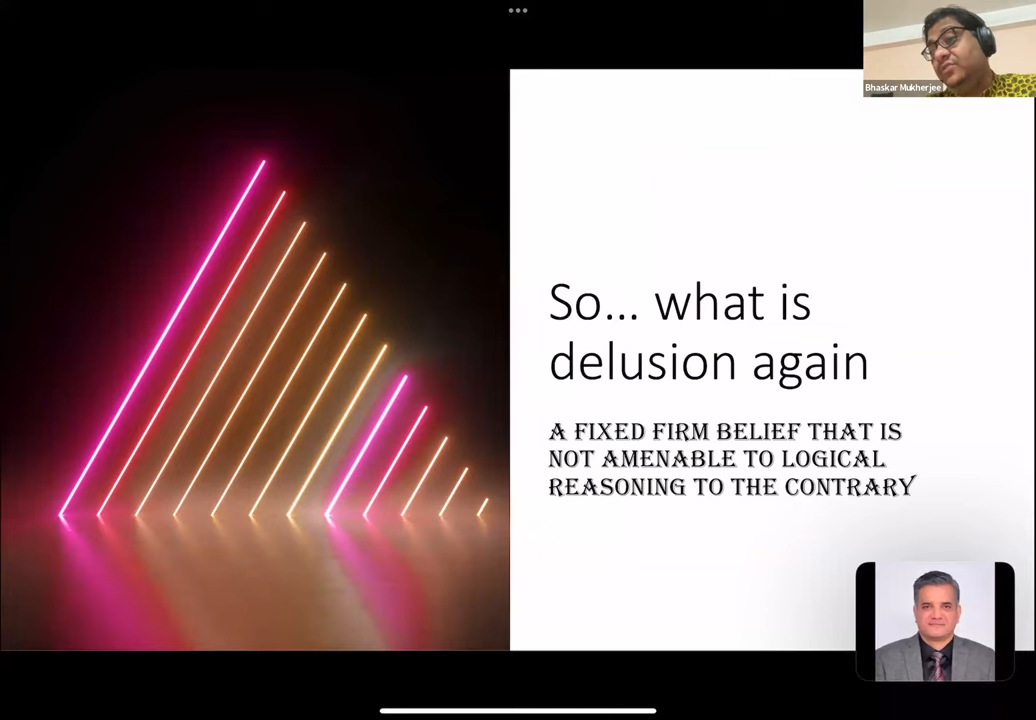 Bhaskar Mukherjee
So... what is
delusion again
A FIXED FIRM BELIEF THAT IS
NOT AMENABLE TO LOGICAL
REASONING TO THE CONTRARY